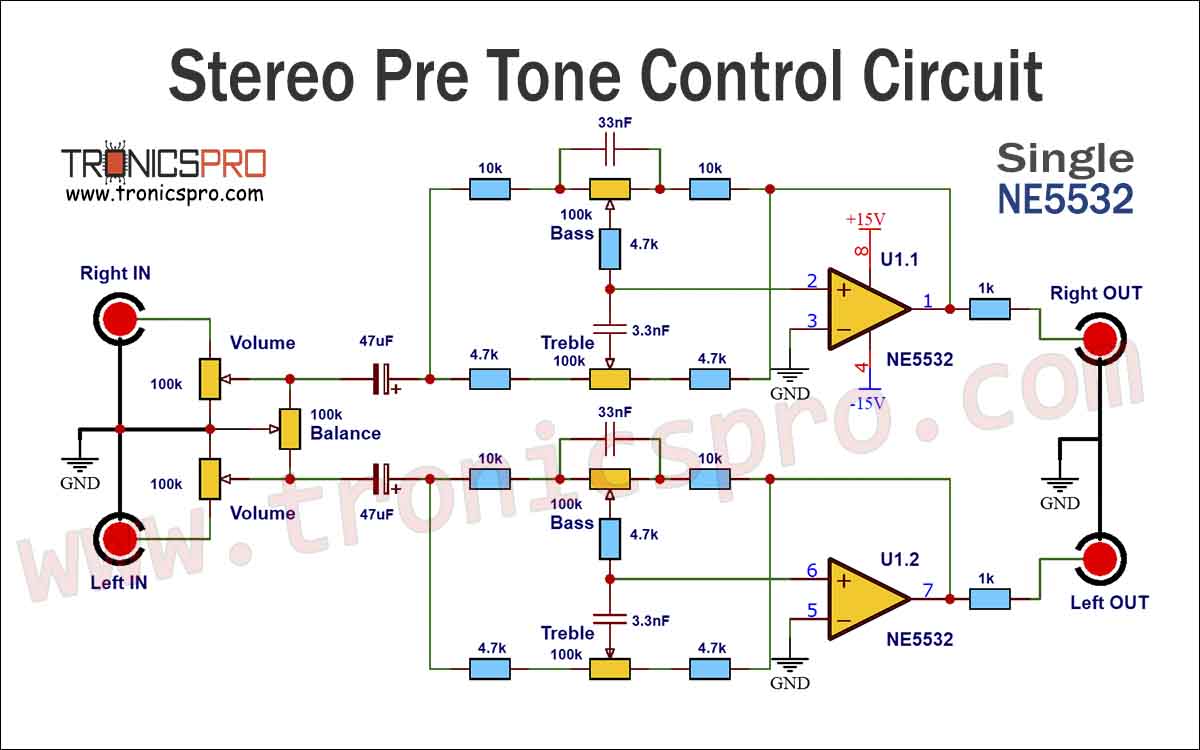 Stereo Pre Tone Control Circuit
TRONICSPRO
www.tronicspro.com
Single
NE5532
33nF
10k
10k
100k
Bass
4.7k
+15V
8
U1.1
2
+
3
−
1
1k
NE5532
4
-15V
GND
Right IN
Right OUT
Volume
100k
47uF
+
4.7k
Treble
100k
3.3nF
4.7k
100k
Balance
GND
100k
Volume
Left IN
47uF
+
33nF
10k
10k
100k
Bass
4.7k
U1.2
6
+
5
−
7
1k
NE5532
GND
GND
Left OUT
4.7k
Treble
100k
3.3nF
4.7k
www.tronicspro.com